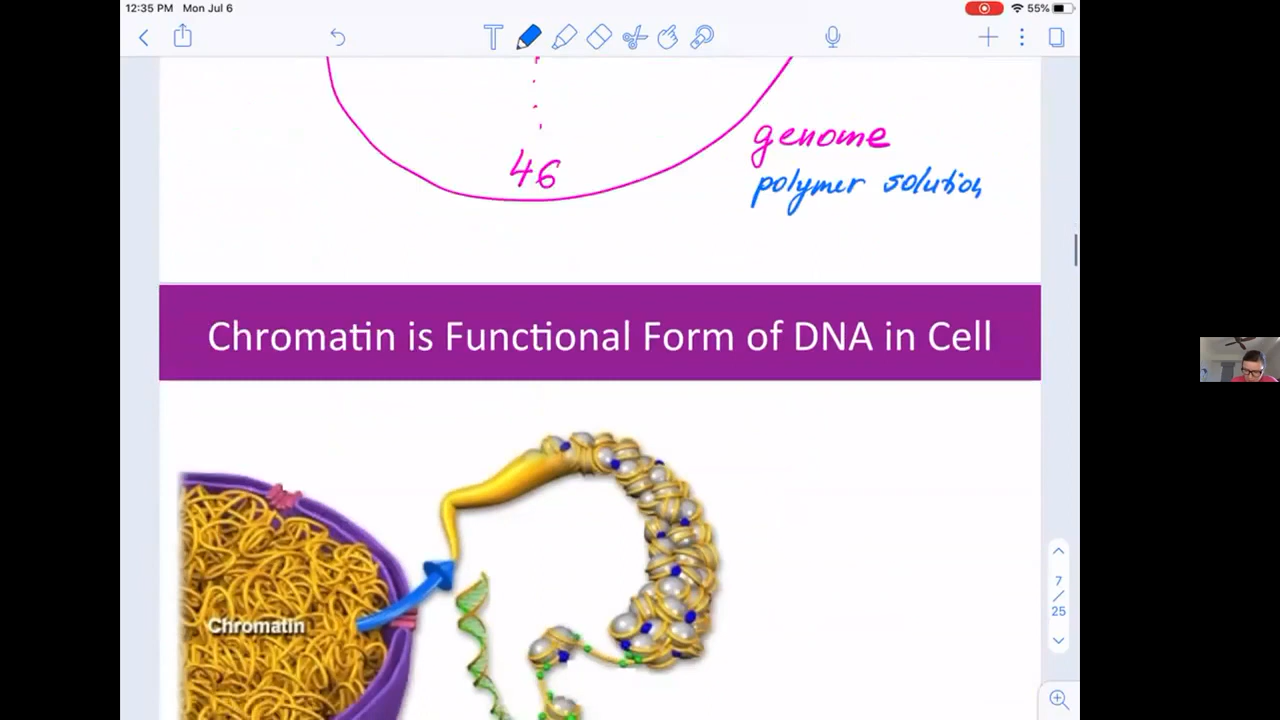 12:35 PM Mon Jul 6
55%
T
46
genome
polymer solution
Chromatin is Functional Form of DNA in Cell
Chromatin
7
/
25